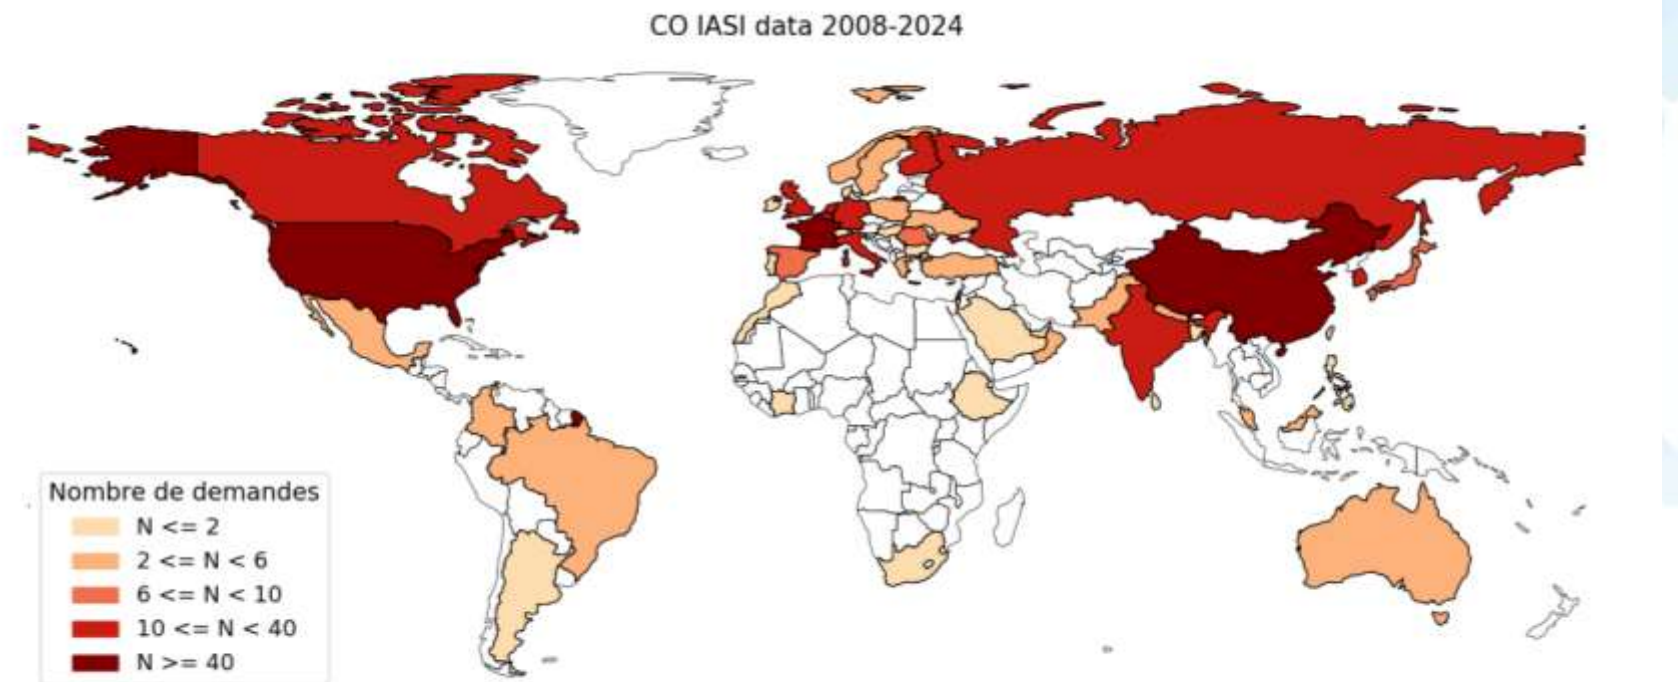 CO IASI data 2008-2024
Nombre de demandes
N <= 2
2 <= N < 6
6 <= N < 10
10 <= N < 40
N >= 40